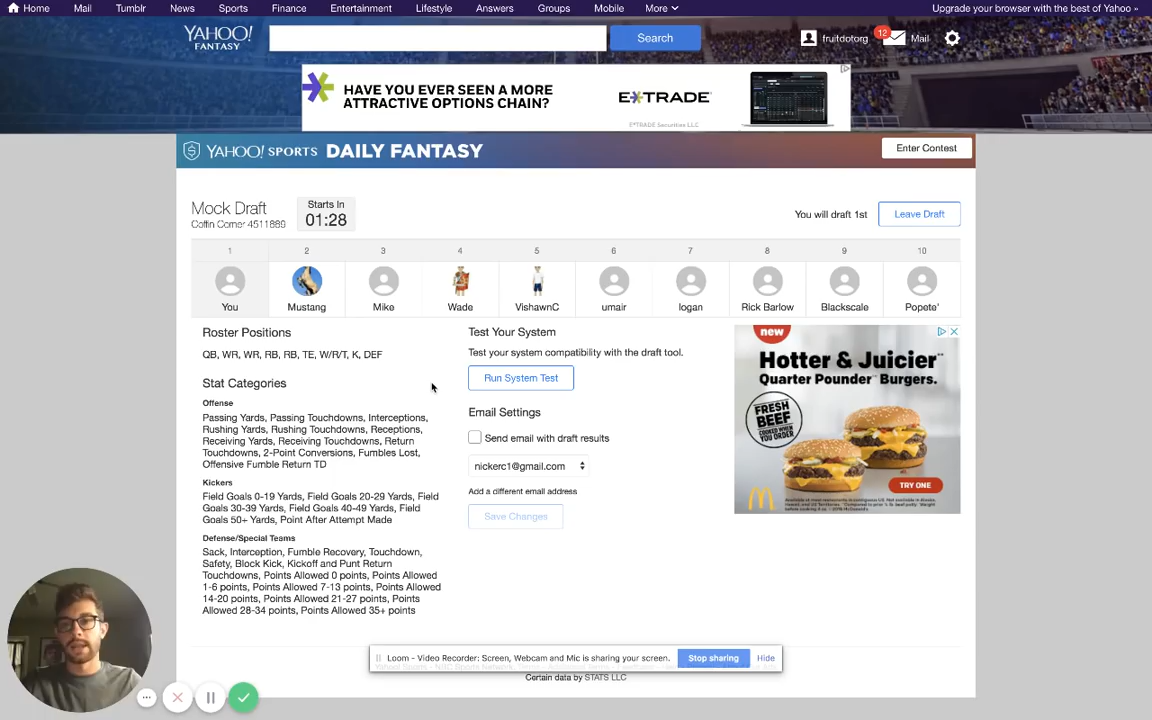 Home Mail Tumblr News Sports Finance Entertainment Lifestyle Answers Groups Mobile More Upgrade your browser with the best of Yahoo »
YAHOO!
FANTASY
Search
fruitdotorg
12
Mail
HAVE YOU EVER SEEN A MORE
ATTRACTIVE OPTIONS CHAIN?
E*TRADE
E*TRADE Securities LLC
YAHOO! SPORTS DAILY FANTASY
Enter Contest
Mock Draft
Coffin Corner 4511889
Starts In
01:28
You will draft 1st
Leave Draft
1 2 3 4 5 6 7 8 9 10
You Mustang Mike Wade VishawnC umair logan Rick Barlow Blackscale Popete'
Roster Positions
QB, WR, WR, RB, RB, TE, W/R/T, K, DEF
Stat Categories
Offense
Passing Yards, Passing Touchdowns, Interceptions,
Rushing Yards, Rushing Touchdowns, Receptions,
Receiving Yards, Receiving Touchdowns, Return
Touchdowns, 2-Point Conversions, Fumbles Lost,
Offensive Fumble Return TD
Kickers
Field Goals 0-19 Yards, Field Goals 20-29 Yards, Field
Goals 30-39 Yards, Field Goals 40-49 Yards, Field
Goals 50+ Yards, Point After Attempt Made
Defense/Special Teams
Sack, Interception, Fumble Recovery, Touchdown,
Safety, Block Kick, Kickoff and Punt Return
Touchdowns, Points Allowed 0 points, Points Allowed
1-6 points, Points Allowed 7-13 points, Points Allowed
14-20 points, Points Allowed 21-27 points, Points
Allowed 28-34 points, Points Allowed 35+ points
Test Your System
Test your system compatibility with the draft tool.
Run System Test
Email Settings
Send email with draft results
nickerc1@gmail.com
Add a different email address
Save Changes
new
Hotter & Juicier
Quarter Pounder Burgers.
FRESH
BEEF
COOKED WHEN
YOU ORDER
TRY ONE
Loom - Video Recorder: Screen, Webcam and Mic is sharing your screen.
Stop sharing
Hide
Certain data by STATS LLC